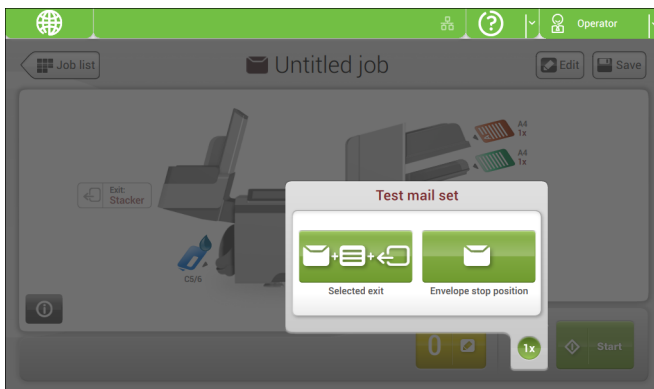 Operator
Job list
Untitled job
Edit
Save
A4
1x
A4
1x
Exit:
Stacker
C5/6
Test mail set
Selected exit
Envelope stop position
0
1x
Start